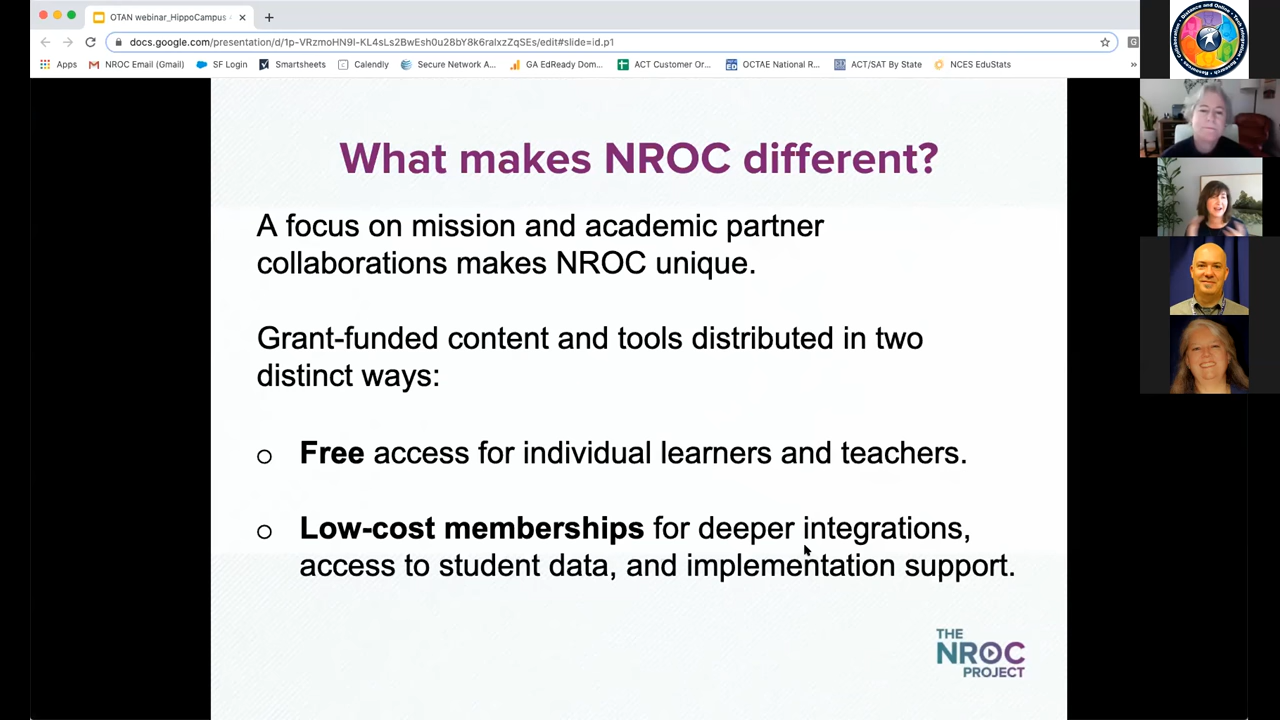 OTAN webinar_HippoCampus
docs.google.com/presentation/d/1p-VRzmoHN9l-KL4sLs2BwEsh0u28bY8k6ralxzZqSEs/edit#slide=id.p1
Apps NROC Email (Gmail) SF Login Smartsheets Calendly Secure Network A... GA EdReady Dom... ACT Customer Or... OCTAE National R... ACT/SAT By State NCES EduStats
What makes NROC different?
A focus on mission and academic partner
collaborations makes NROC unique.
Grant-funded content and tools distributed in two
distinct ways:
Free access for individual learners and teachers.
Low-cost memberships for deeper integrations,
access to student data, and implementation support.
THE
NROC
PROJECT